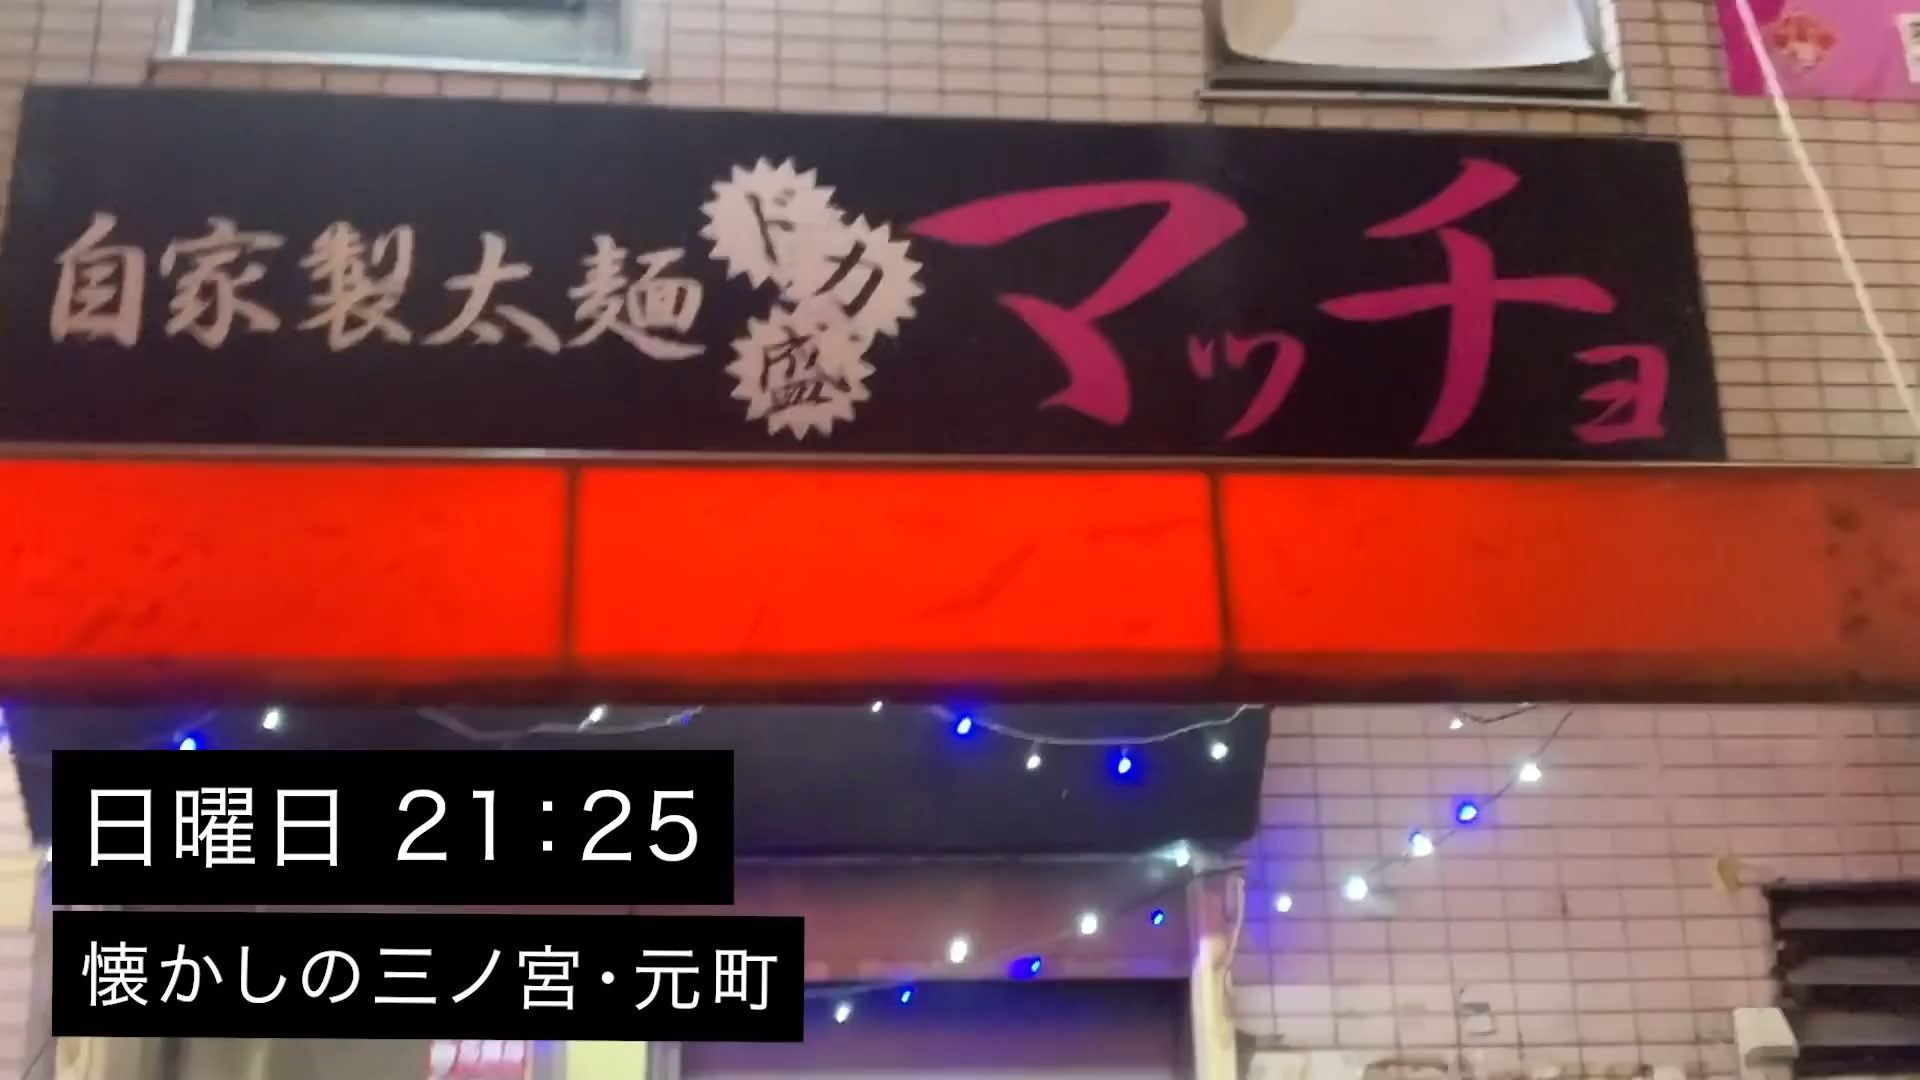 自家製太麺 ドカ盛 マッチョ
日曜日 21:25
懐かしの三ノ宮・元町